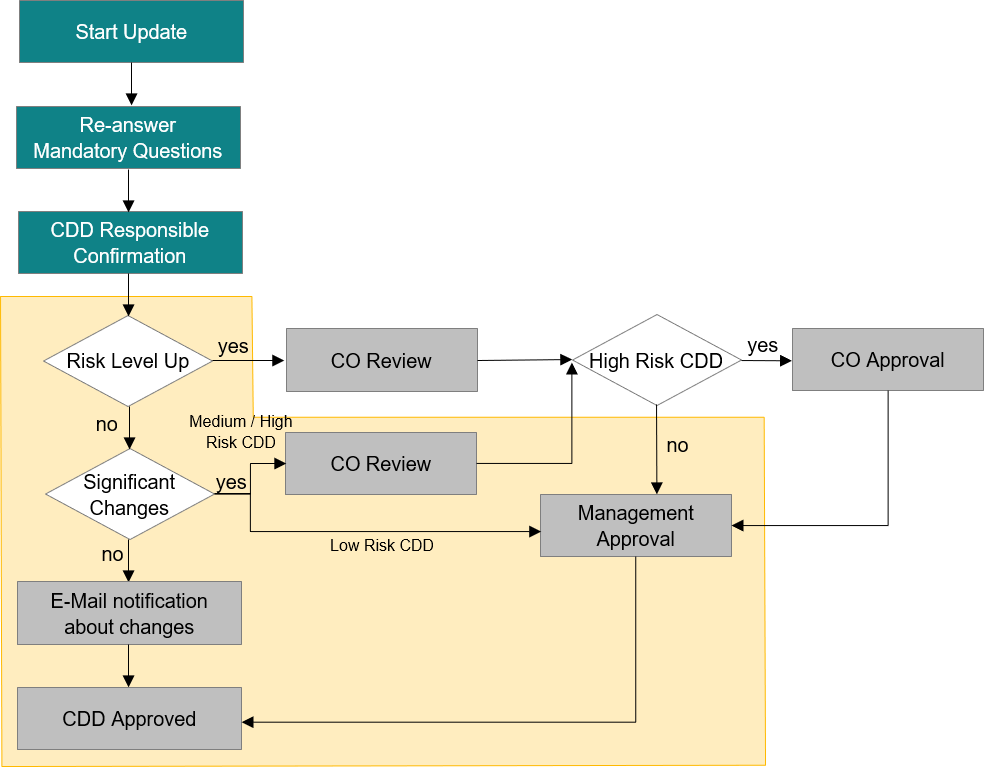 Start Update
Re-answer
Mandatory Questions
CDD Responsible
Confirmation
Risk Level Up
yes
CO Review
High Risk CDD
yes
CO Approval
no
Medium / High
Risk CDD
CO Review
no
Significant
Changes
yes
Management
Approval
Low Risk CDD
no
E-Mail notification
about changes
CDD Approved